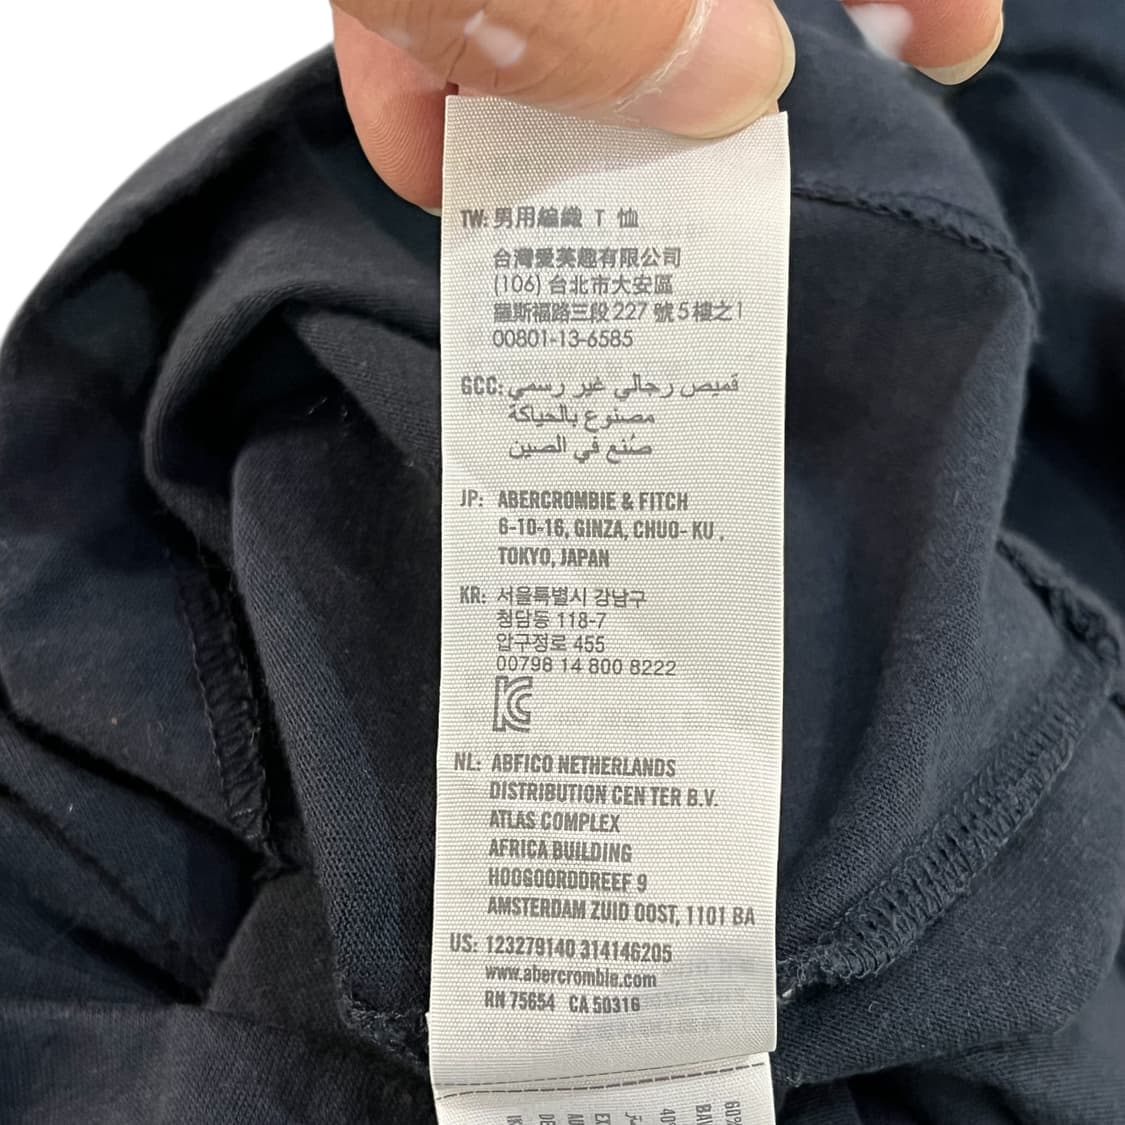 TW: 男用編織 T 恤
台灣愛英趣有限公司
(106) 台北市大安區
羅斯福路三段 227 號 5 樓之 1
00801-13-6585
GCC: قميص رجالي غير رسمي
مصنوع بالحياكة
صُنع في الصين
JP: ABERCROMBIE & FITCH
6-10-16, GINZA, CHUO- KU ,
TOKYO, JAPAN
KR: 서울특별시 강남구
청담동 118-7
압구정로 455
00798 14 800 8222
KC
NL: ABFICO NETHERLANDS
DISTRIBUTION CEN TER B.V.
ATLAS COMPLEX
AFRICA BUILDING
HOOGOORDDREEF 9
AMSTERDAM ZUID OOST, 1101 BA
US: 123279140 314146205
www.abercrombie.com
RN 75654 CA 50316
60%